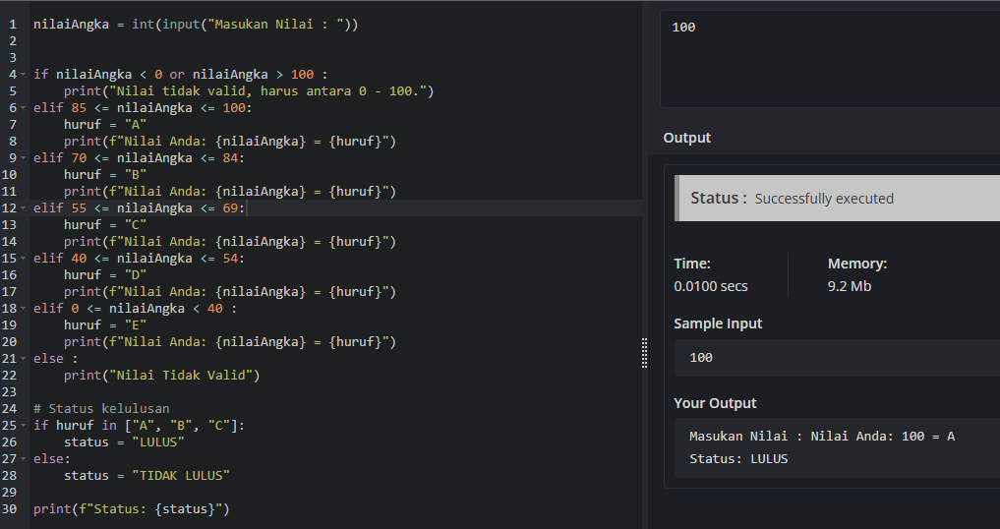 1 nilaiAngka = int(input("Masukan Nilai : "))
2
3
4 if nilaiAngka < 0 or nilaiAngka > 100 :
5     print("Nilai tidak valid, harus antara 0 - 100.")
6 elif 85 <= nilaiAngka <= 100:
7     huruf = "A"
8     print(f"Nilai Anda: {nilaiAngka} = {huruf}")
9 elif 70 <= nilaiAngka <= 84:
10     huruf = "B"
11     print(f"Nilai Anda: {nilaiAngka} = {huruf}")
12 elif 55 <= nilaiAngka <= 69:
13     huruf = "C"
14     print(f"Nilai Anda: {nilaiAngka} = {huruf}")
15 elif 40 <= nilaiAngka <= 54:
16     huruf = "D"
17     print(f"Nilai Anda: {nilaiAngka} = {huruf}")
18 elif 0 <= nilaiAngka < 40 :
19     huruf = "E"
20     print(f"Nilai Anda: {nilaiAngka} = {huruf}")
21 else :
22     print("Nilai Tidak Valid")
23
24 # Status kelulusan
25 if huruf in ["A", "B", "C"]:
26     status = "LULUS"
27 else:
28     status = "TIDAK LULUS"
29
30 print(f"Status: {status}")
100
Output
Status : Successfully executed
Time: Memory:
0.0100 secs 9.2 Mb
Sample Input
100
Your Output
Masukan Nilai : Nilai Anda: 100 = A
Status: LULUS